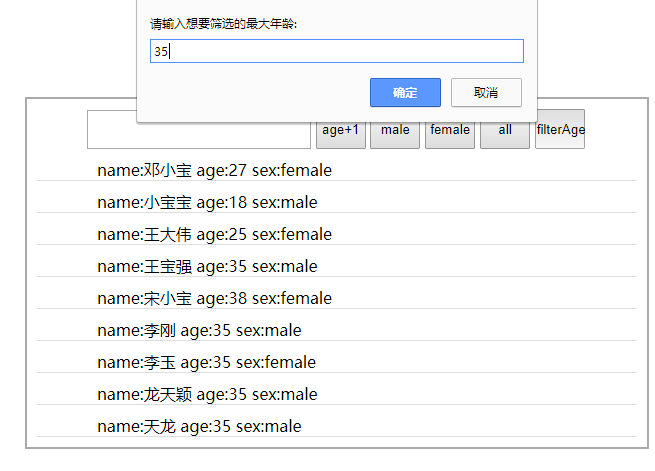 请输入想要筛选的最大年龄:
35
确定 取消
age+1 male female all filterAge
name:邓小宝 age:27 sex:female
name:小宝宝 age:18 sex:male
name:王大伟 age:25 sex:female
name:王宝强 age:35 sex:male
name:宋小宝 age:38 sex:female
name:李刚 age:35 sex:male
name:李玉 age:35 sex:female
name:龙天颖 age:35 sex:male
name:天龙 age:35 sex:male